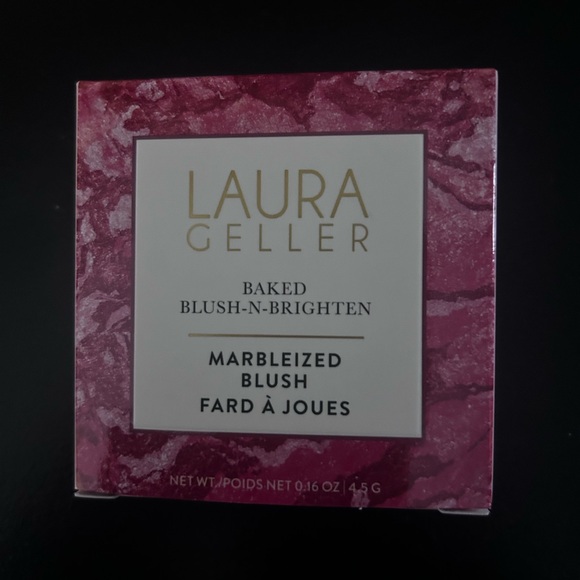 LAURA
GELLER
BAKED
BLUSH-N-BRIGHTEN
MARBLEIZED
BLUSH
FARD À JOUES
NET WT./POIDS NET 0.16 OZ | 4.5 G